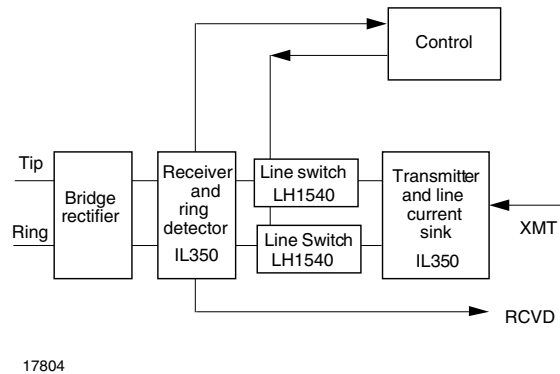 Control
Tip
Ring
Bridge
rectifier
Receiver
and
ring
detector
IL350
Line switch
LH1540
Line Switch
LH1540
Transmitter
and line
current
sink
IL350
XMT
RCVD
17804